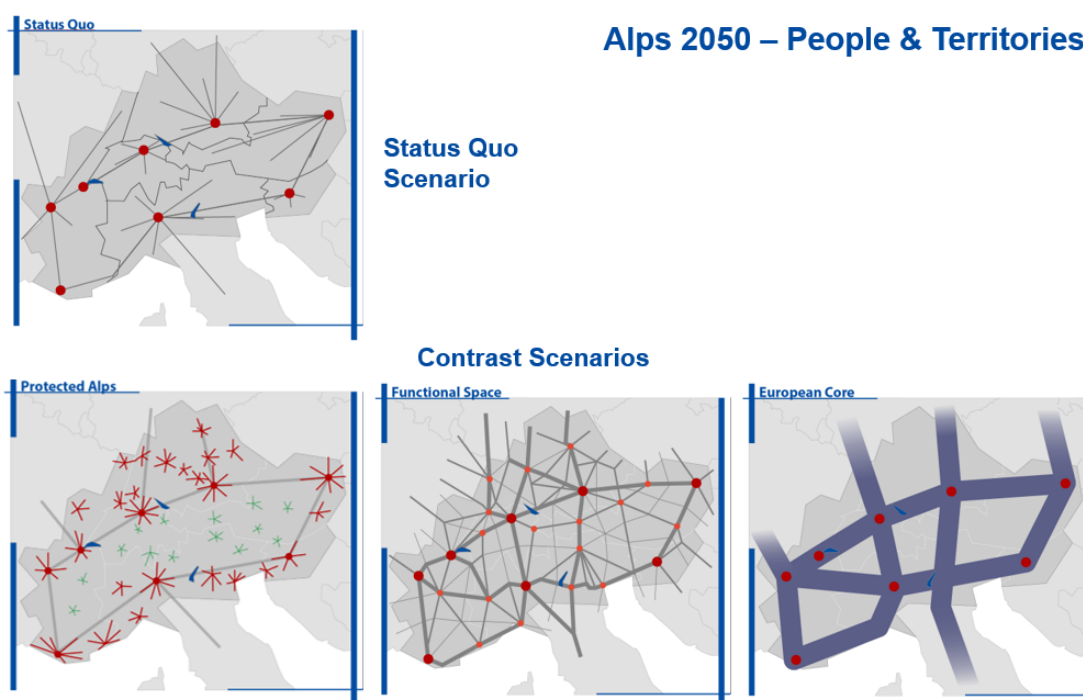 Status Quo
Alps 2050 – People & Territories
Status Quo
Scenario
Contrast Scenarios
Protected Alps
Functional Space
European Core